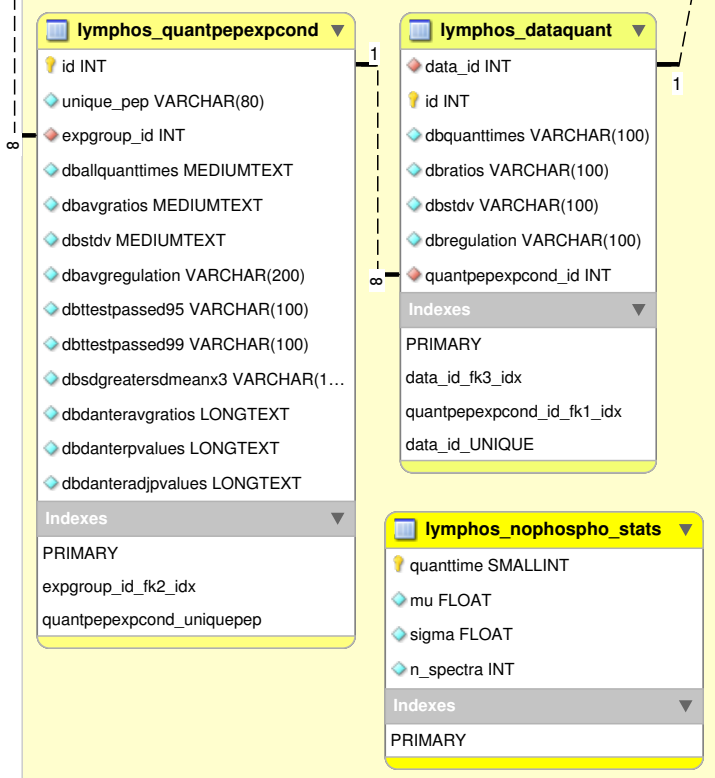 lymphos_quantpepexpcond
id INT
unique_pep VARCHAR(80)
expgroup_id INT
dballquanttimes MEDIUMTEXT
dbavgratios MEDIUMTEXT
dbstdv MEDIUMTEXT
dbavgregulation VARCHAR(200)
dbttestpassed95 VARCHAR(100)
dbttestpassed99 VARCHAR(100)
dbsdgreatersdmeanx3 VARCHAR(1…
dbdanteravgratios LONGTEXT
dbdanterpvalues LONGTEXT
dbdanteradjpvalues LONGTEXT
Indexes
PRIMARY
expgroup_id_fk2_idx
quantpepexpcond_uniquepep
∞
1
∞
lymphos_dataquant
data_id INT
id INT
dbquanttimes VARCHAR(100)
dbratios VARCHAR(100)
dbstdv VARCHAR(100)
dbregulation VARCHAR(100)
quantpepexpcond_id INT
Indexes
PRIMARY
data_id_fk3_idx
quantpepexpcond_id_fk1_idx
data_id_UNIQUE
1
lymphos_nophospho_stats
quanttime SMALLINT
mu FLOAT
sigma FLOAT
n_spectra INT
Indexes
PRIMARY